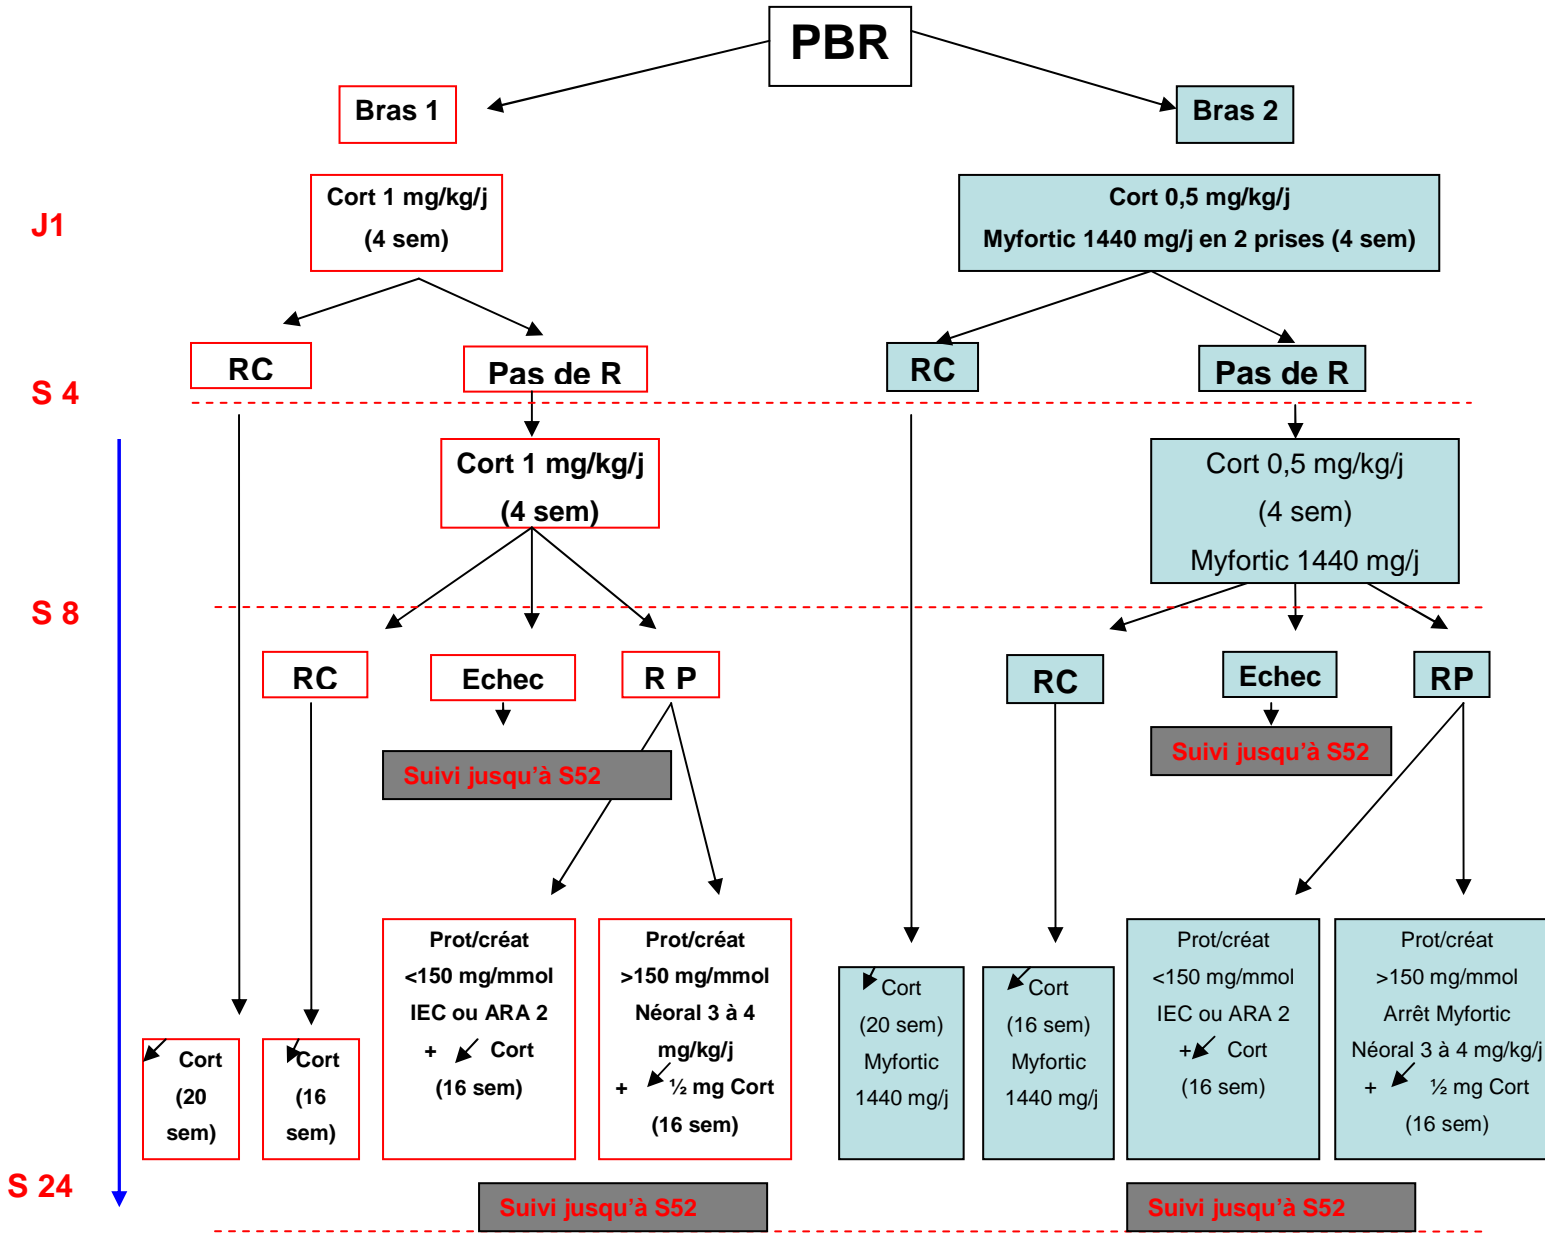 PBR
Bras 1
Bras 2
J1
Cort 1 mg/kg/j
(4 sem)
Cort 0,5 mg/kg/j
Myfortic 1440 mg/j en 2 prises (4 sem)
S 4
RC
Pas de R
RC
Pas de R
Cort 1 mg/kg/j
(4 sem)
Cort 0,5 mg/kg/j
(4 sem)
Myfortic 1440 mg/j
S 8
RC
Echec
R P
RC
Echec
RP
Suivi jusqu'à S52
Suivi jusqu'à S52
Cort
(20
sem)
Cort
(16
sem)
Prot/créat
<150 mg/mmol
IEC ou ARA 2
+ Cort
(16 sem)
Prot/créat
>150 mg/mmol
Néoral 3 à 4
mg/kg/j
+ ½ mg Cort
(16 sem)
Cort
(20 sem)
Myfortic
1440 mg/j
Cort
(16 sem)
Myfortic
1440 mg/j
Prot/créat
<150 mg/mmol
IEC ou ARA 2
+ Cort
(16 sem)
Prot/créat
>150 mg/mmol
Arrêt Myfortic
Néoral 3 à 4 mg/kg/j
+ ½ mg Cort
(16 sem)
S 24
Suivi jusqu'à S52
Suivi jusqu'à S52